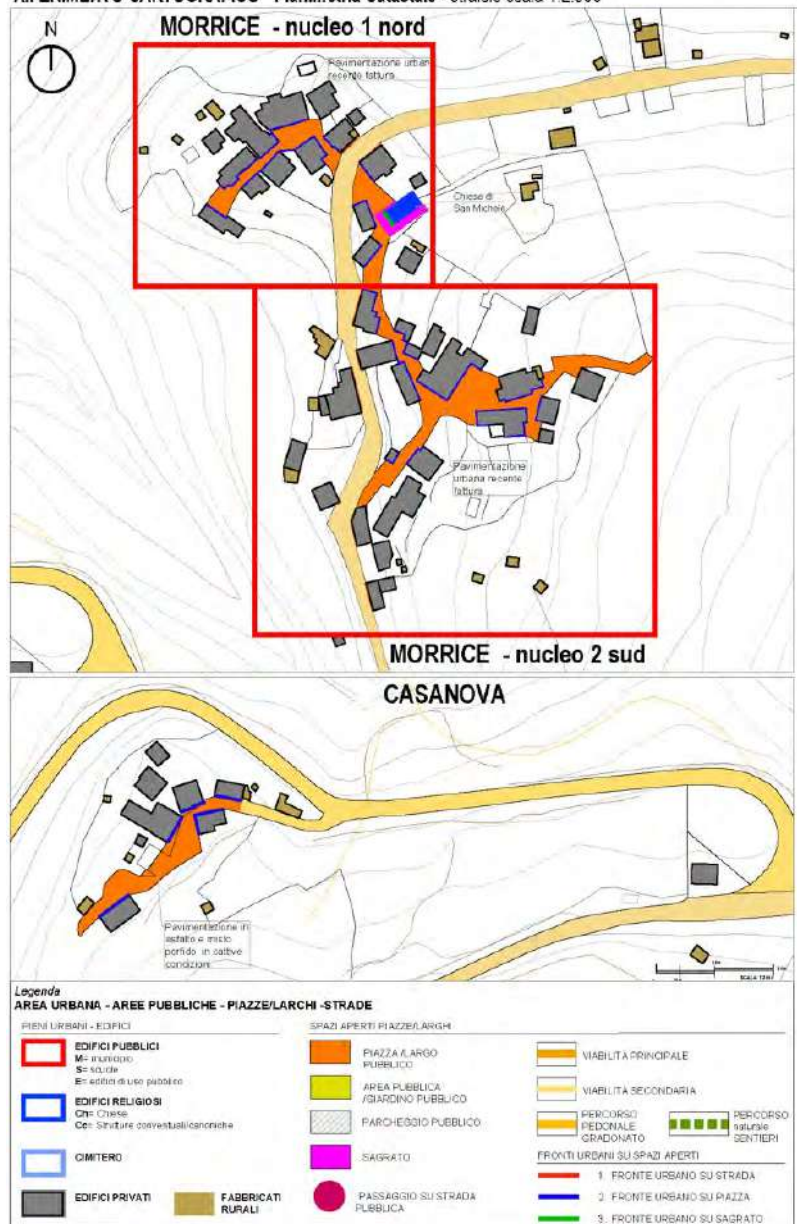 MORRICE - nucleo 1 nord
N
Pavimentazione urban
recente fattura
Chiesa di
San Michele
Pavimentazione
urbana recente
fattura
MORRICE - nucleo 2 sud
CASANOVA
Pavimentazione in
asfalto e misto
porfido in cattive
condizioni
Legenda
AREA URBANA - AREE PUBBLICHE - PIAZZE/LARGHI -STRADE
PIENI URBANI - EDIFICI
EDIFICI PUBBLICI
M= municipio
S= scuole
E= edifici di uso pubblico
EDIFICI RELIGIOSI
Ch= Chiese
Cc= Strutture conventuali/canoniche
CIMITERO
EDIFICI PRIVATI
FABBRICATI
RURALI
SPAZI APERTI PIAZZE/LARGHI
PIAZZA /LARGO
PUBBLICO
AREA PUBBLICA
/GIARDINO PUBBLICO
PARCHEGGIO PUBBLICO
SAGRATO
PASSAGGIO SU STRADA
PUBBLICA
VIABILITÀ PRINCIPALE
VIABILITÀ SECONDARIA
PERCORSO
PEDONALE
GRADONATO
PERCORSO
naturale
SENTIERI
FRONTI URBANI SU SPAZI APERTI
1. FRONTE URBANO SU STRADA
2. FRONTE URBANO SU PIAZZA
3. FRONTE URBANO SU SAGRATO